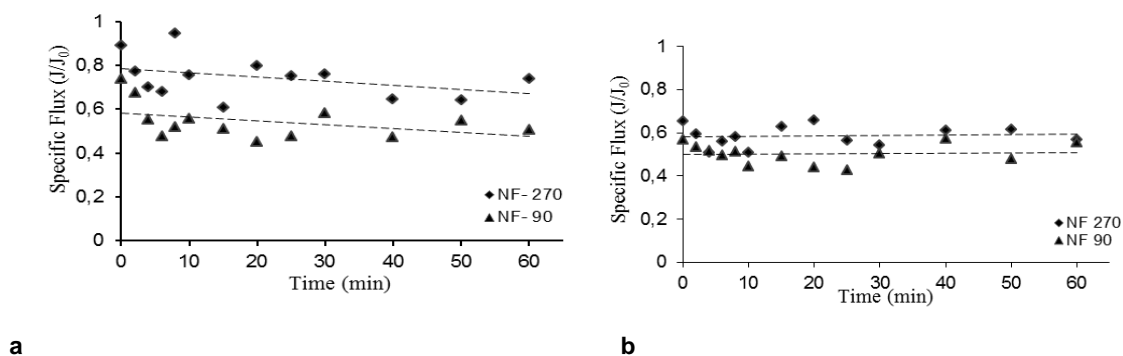 1
0,8
0,6
0,4
0,2
0
Specific Flux (J/J0)
NF- 270
NF- 90
0 10 20 30 40 50 60
Time (min)
a
1
0,8
0,6
0,4
0,2
0
Specific Flux (J/J0)
NF 270
NF 90
0 10 20 30 40 50 60
Time (min)
b